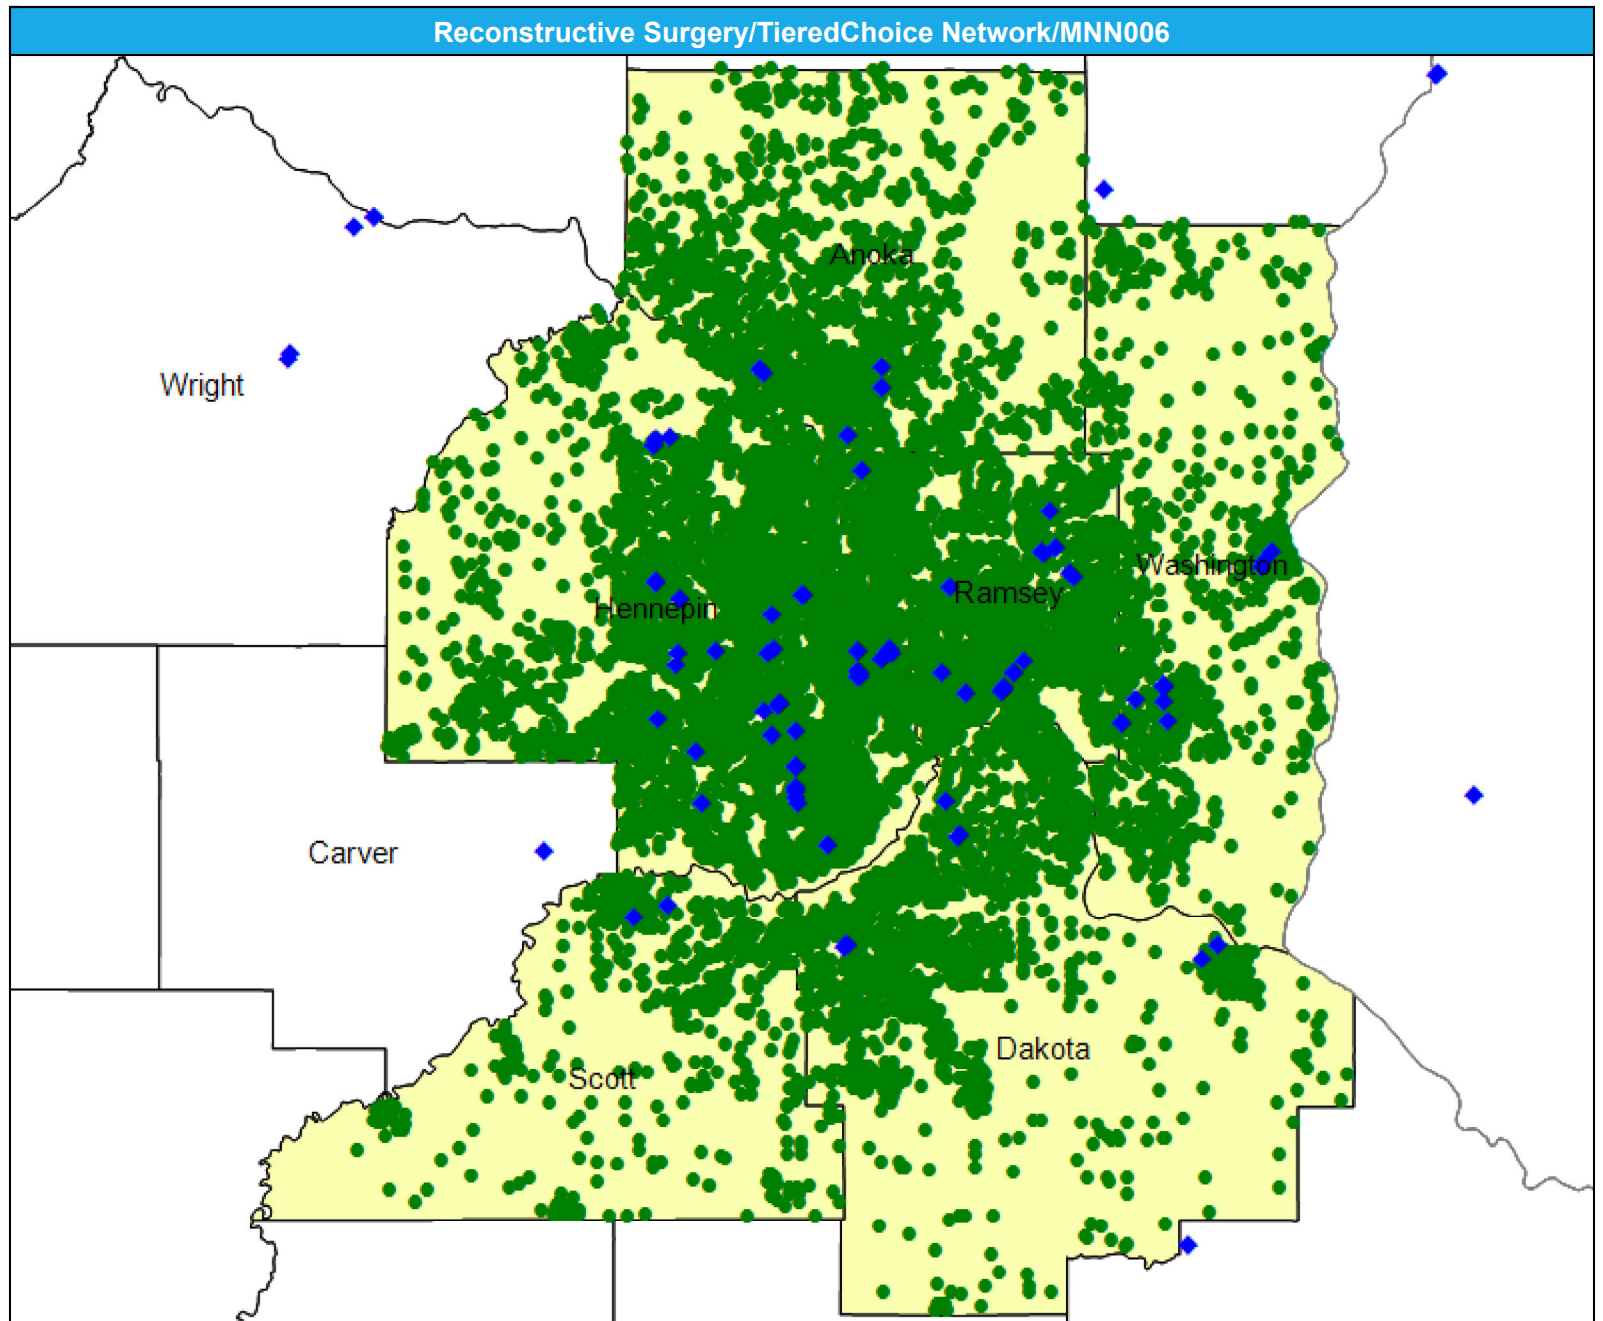 Reconstructive Surgery/TieredChoice Network/MNN006
Anoka
Wright
Washington
Ramsey
Hennepin
Carver
Dakota
Scott